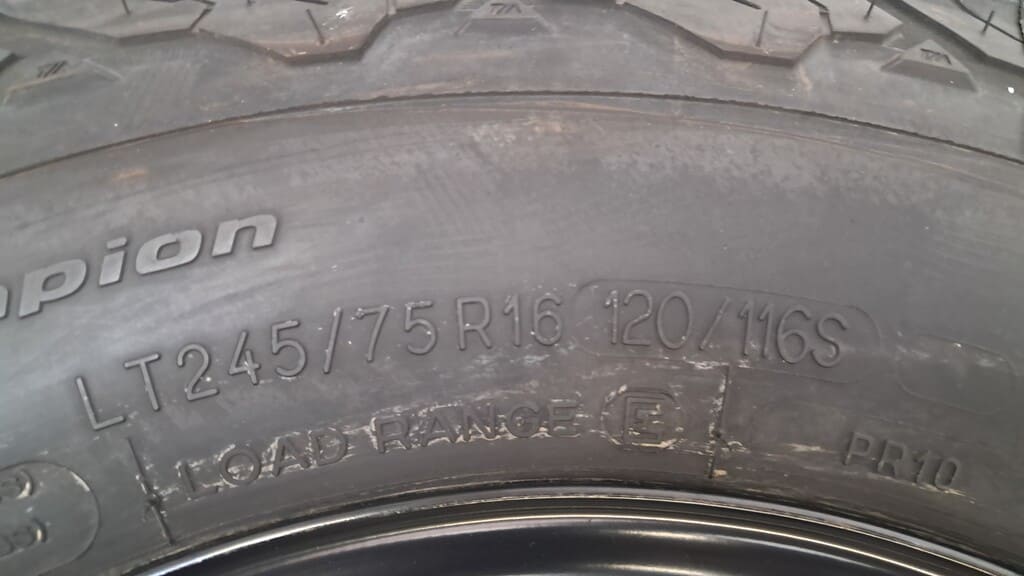 pion
LT245/75R16 120/116S
LOAD RANGE E
PR10